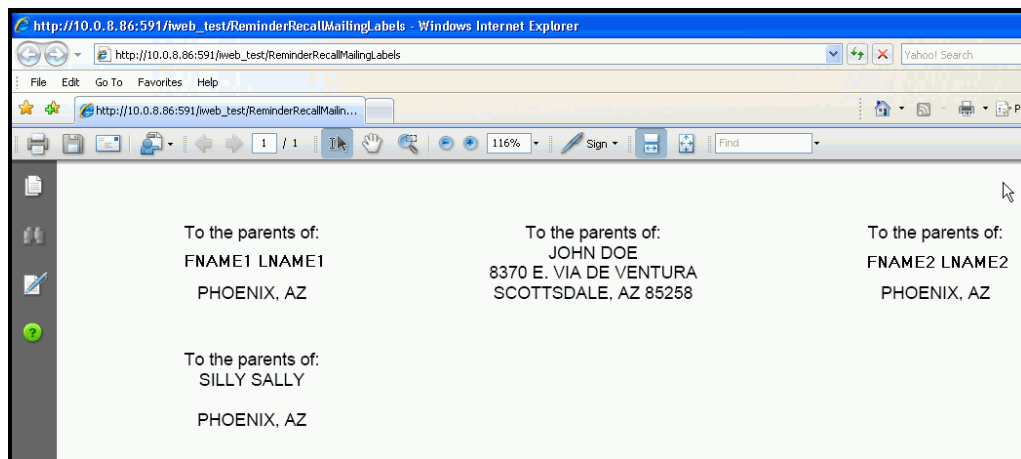 http://10.0.8.86:591/iweb_test/ReminderRecallMailingLabels - Windows Internet Explorer
http://10.0.8.86:591/iweb_test/ReminderRecallMailingLabels
Yahoo! Search
File Edit Go To Favorites Help
http://10.0.8.86:591/iweb_test/ReminderRecallMailin...
P
1 / 1 116% Sign Find
To the parents of:
FNAME1 LNAME1
PHOENIX, AZ
To the parents of:
JOHN DOE
8370 E. VIA DE VENTURA
SCOTTSDALE, AZ 85258
To the parents of:
FNAME2 LNAME2
PHOENIX, AZ
To the parents of:
SILLY SALLY
PHOENIX, AZ